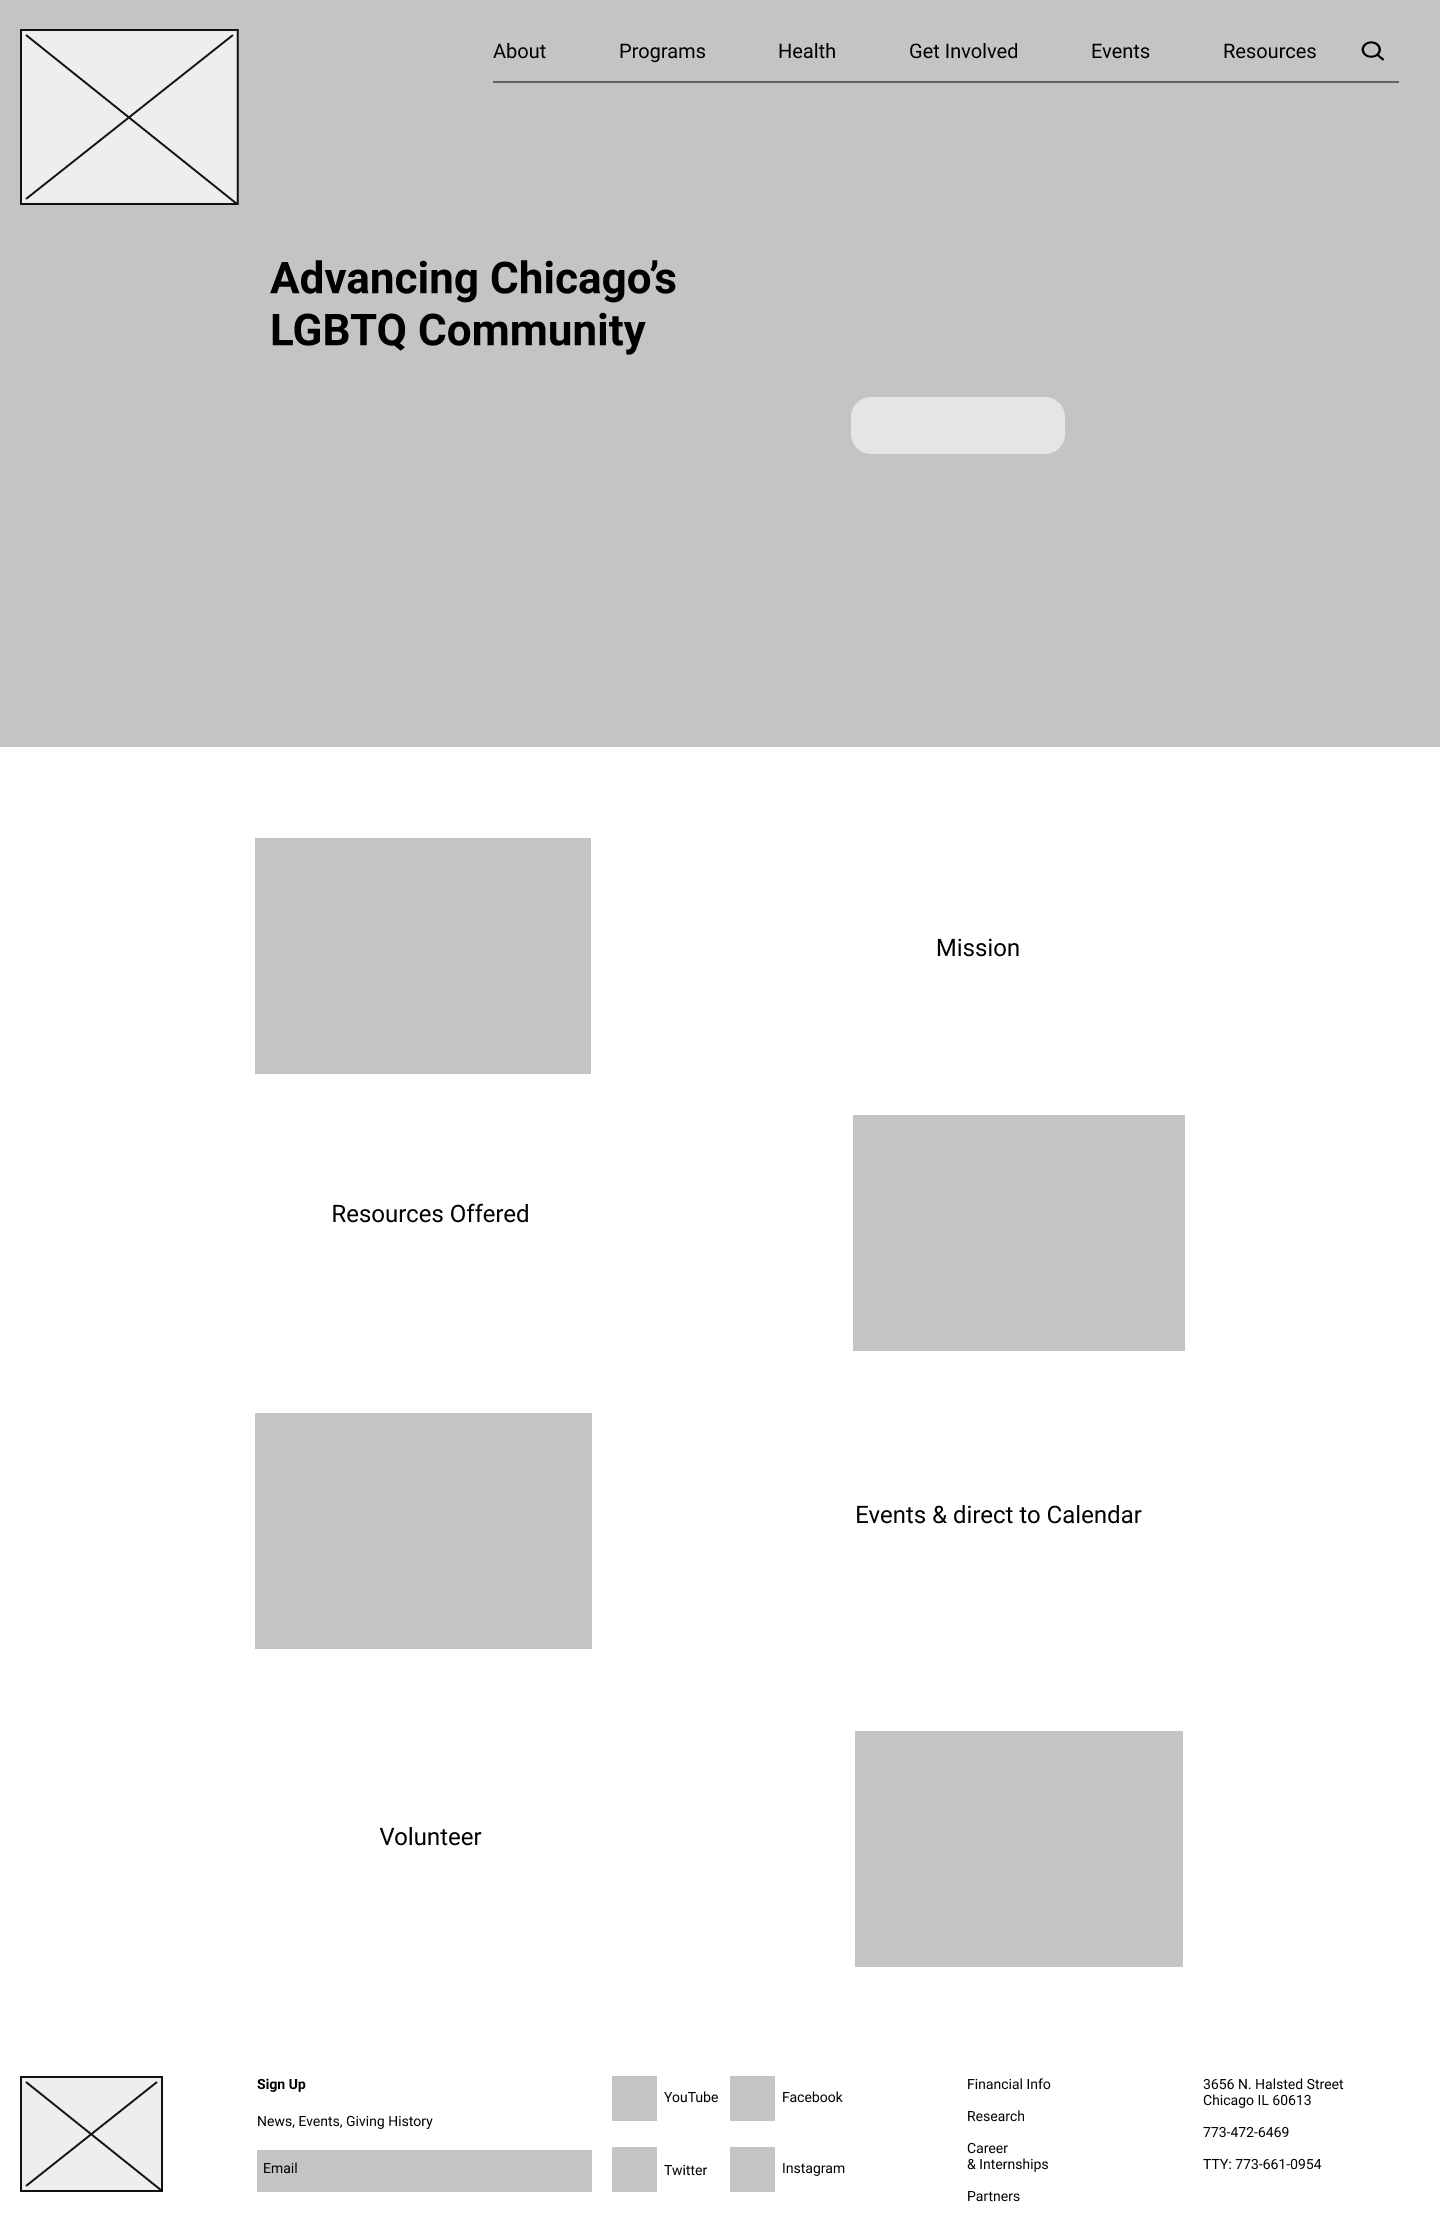 About Programs Health Get Involved Events Resources
Advancing Chicago’s
LGBTQ Community
Mission
Resources Offered
Events & direct to Calendar
Volunteer
Sign Up
News, Events, Giving History
Email
YouTube Facebook
Twitter Instagram
Financial Info
Research
Career
& Internships
Partners
3656 N. Halsted Street
Chicago IL 60613
773-472-6469
TTY: 773-661-0954